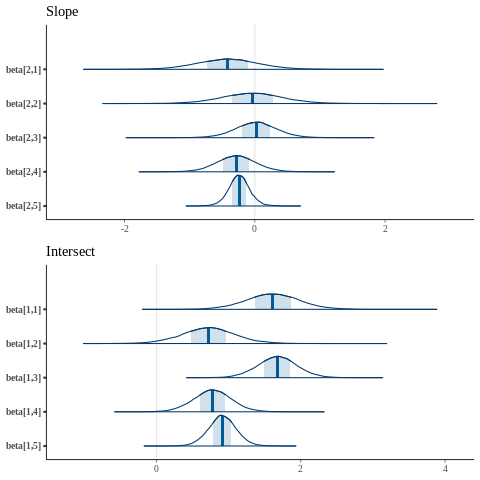 Slope
beta[2,1]
beta[2,2]
beta[2,3]
beta[2,4]
beta[2,5]
-2 0 2
Intersect
beta[1,1]
beta[1,2]
beta[1,3]
beta[1,4]
beta[1,5]
0 2 4